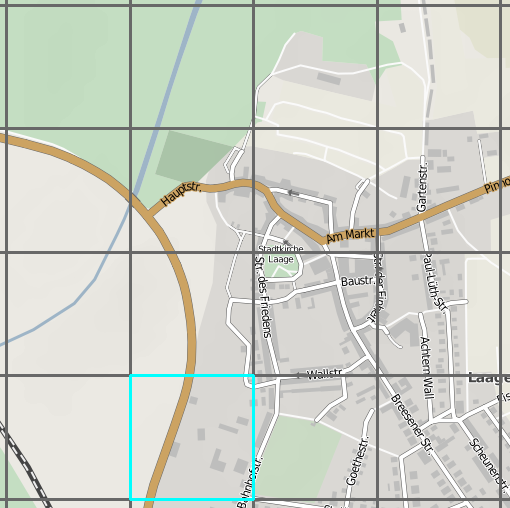 Hauptstr.
Gartenstr.
Am Markt
Stadtkirche
Laage
Str. des Friedens
Baustr.
Paul-Lüth-Str.
Wallstr.
Achtern Wall
Laage
Breesener Str.
Goethestr.
Bahnhofstr.
Scheunenstr.